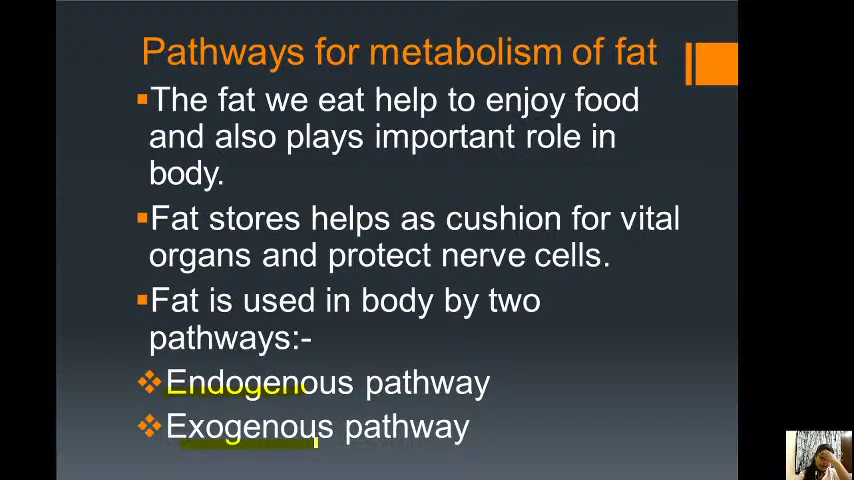 Pathways for metabolism of fat
The fat we eat help to enjoy food
and also plays important role in
body.
Fat stores helps as cushion for vital
organs and protect nerve cells.
Fat is used in body by two
pathways:-
Endogenous pathway
Exogenous pathway